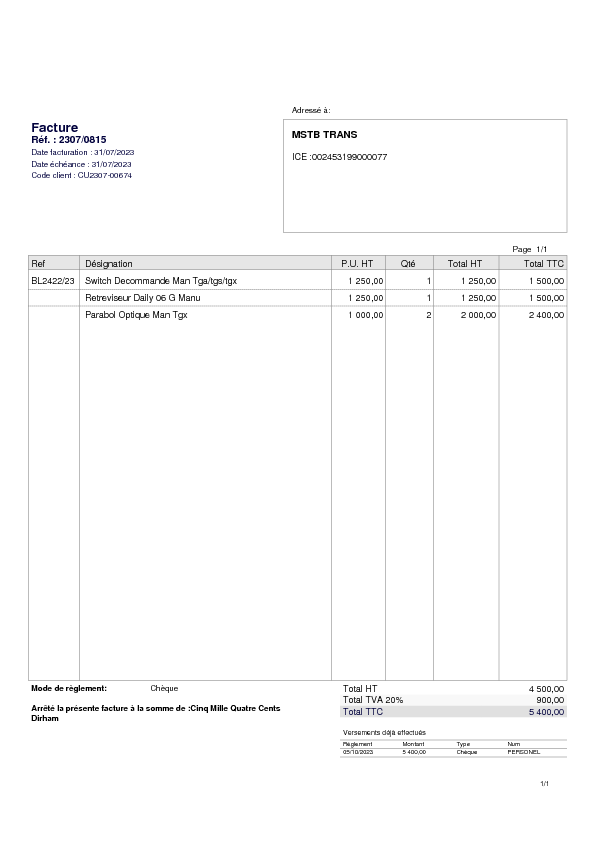 Adressé à:
Facture
Réf. : 2307/0815
Date facturation : 31/07/2023
Date échéance : 31/07/2023
Code client : CU2307-00674
MSTB TRANS
ICE :002453199000077
Page 1/1
Ref Désignation P.U. HT Qté Total HT Total TTC
BL2422/23 Switch Decommande Man Tga/tgs/tgx 1 250,00 1 1 250,00 1 500,00
Retreviseur Daily 06 G Manu 1 250,00 1 1 250,00 1 500,00
Parabol Optique Man Tgx 1 000,00 2 2 000,00 2 400,00
Mode de règlement: Chèque
Arrêté la présente facture à la somme de :Cinq Mille Quatre Cents
Dirham
Total HT 4 500,00
Total TVA 20% 900,00
Total TTC 5 400,00
Versements déjà effectués
Règlement Montant Type Num
05/10/2023 5 400,00 Chèque PERSONEL
1/1